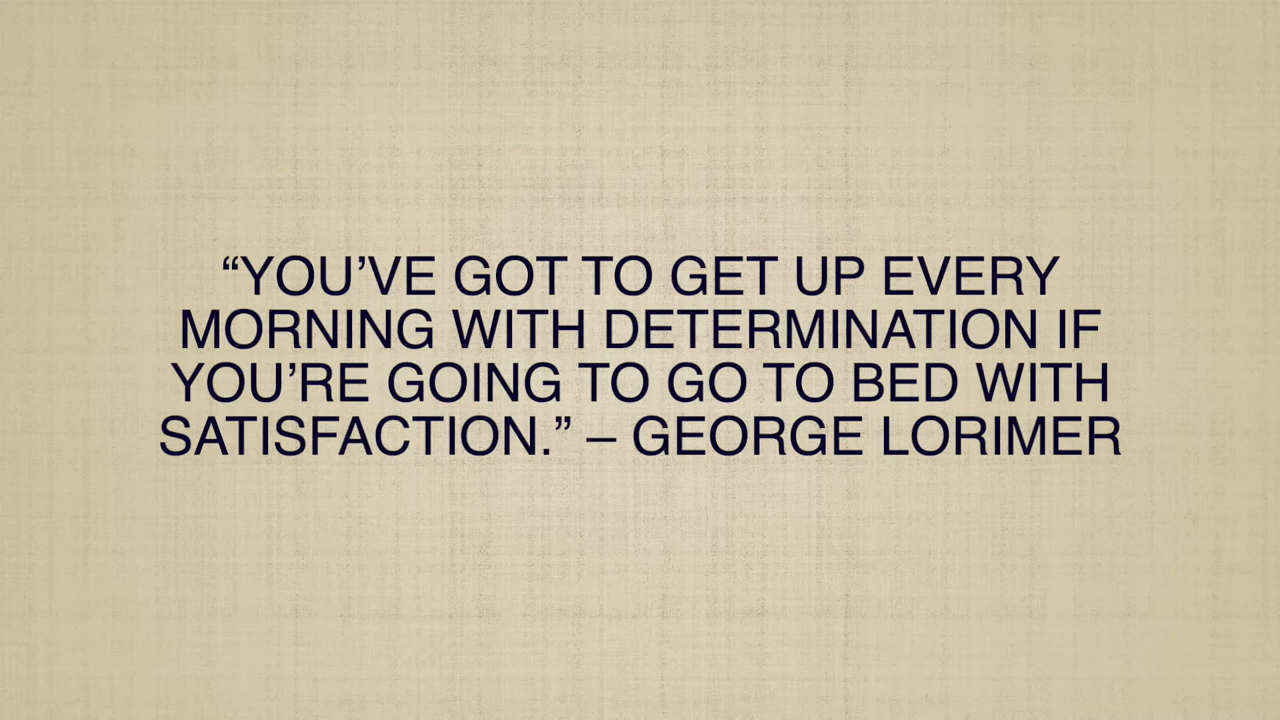 “YOU’VE GOT TO GET UP EVERY
MORNING WITH DETERMINATION IF
YOU’RE GOING TO GO TO BED WITH
SATISFACTION.” – GEORGE LORIMER